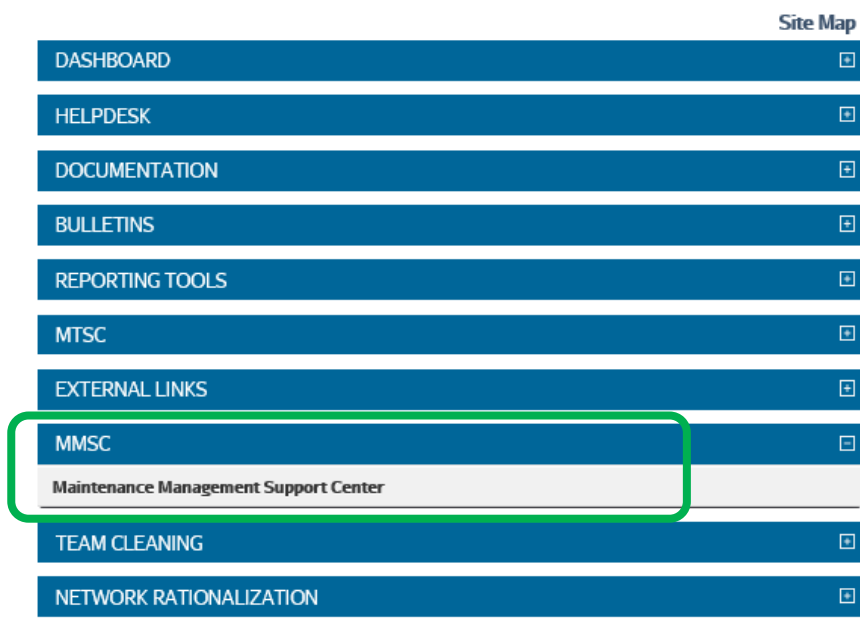 Site Map
DASHBOARD
HELPDESK
DOCUMENTATION
BULLETINS
REPORTING TOOLS
MTSC
EXTERNAL LINKS
MMSC
Maintenance Management Support Center
TEAM CLEANING
NETWORK RATIONALIZATION